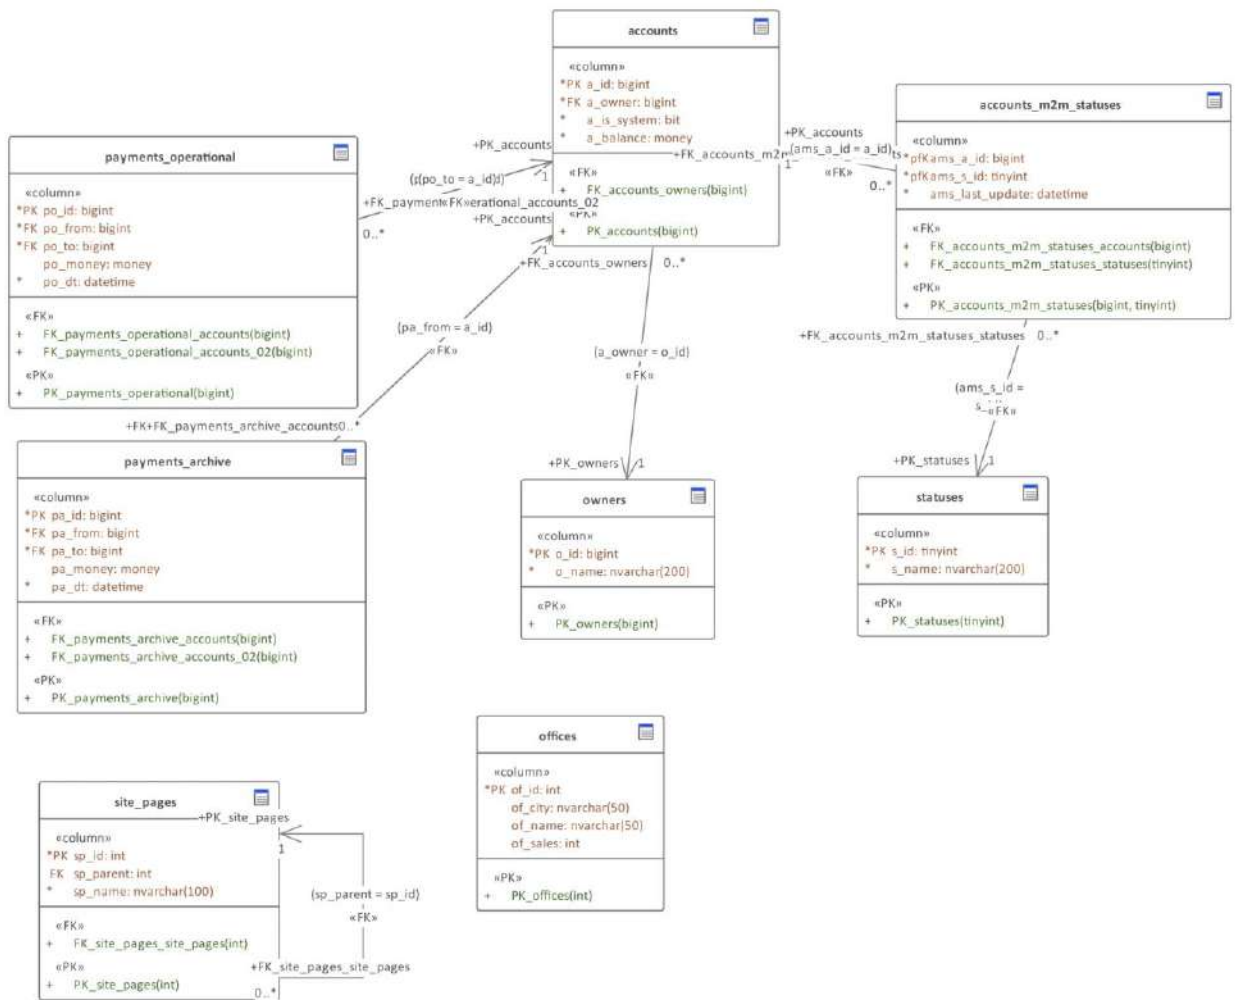 accounts
«column»
*PK a_id: bigint
*FK a_owner: bigint
* a_is_system: bit
* a_balance: money
«FK»
+ FK_accounts_owners(bigint)
«PK»
+ PK_accounts(bigint)
accounts_m2m_statuses
«column»
*pfK ams_a_id: bigint
*pfK ams_s_id: tinyint
* ams_last_update: datetime
«FK»
+ FK_accounts_m2m_statuses_accounts(bigint)
+ FK_accounts_m2m_statuses_statuses(tinyint)
«PK»
+ PK_accounts_m2m_statuses(bigint, tinyint)
+PK_accounts
(ams_a_id = a_id)
+FK_accounts_m2m
1
«FK»
0..*
payments_operational
«column»
*PK po_id: bigint
*FK po_from: bigint
*FK po_to: bigint
po_money: money
* po_dt: datetime
«FK»
+ FK_payments_operational_accounts(bigint)
+ FK_payments_operational_accounts_02(bigint)
«PK»
+ PK_payments_operational(bigint)
+PK_accounts
(po_to = a_id)
1
«FK»
erational_accounts_02
0..*
+PK_accounts
1
+FK_accounts_owners 0..*
(pa_from = a_id)
«FK»
+FK_payments_archive_accounts 0..*
(a_owner = o_id)
«FK»
+PK_owners 1
+FK_accounts_m2m_statuses_statuses 0..*
(ams_s_id =
«FK»
+PK_statuses 1
payments_archive
«column»
*PK pa_id: bigint
*FK pa_from: bigint
*FK pa_to: bigint
pa_money: money
* pa_dt: datetime
«FK»
+ FK_payments_archive_accounts(bigint)
+ FK_payments_archive_accounts_02(bigint)
«PK»
+ PK_payments_archive(bigint)
owners
«column»
*PK o_id: bigint
* o_name: nvarchar(200)
«PK»
+ PK_owners(bigint)
statuses
«column»
*PK s_id: tinyint
* s_name: nvarchar(200)
«PK»
+ PK_statuses(tinyint)
offices
«column»
*PK of_id: int
of_city: nvarchar(50)
of_name: nvarchar(50)
of_sales: int
«PK»
+ PK_offices(int)
site_pages
«column»
*PK sp_id: int
FK sp_parent: int
* sp_name: nvarchar(100)
«FK»
+ FK_site_pages_site_pages(int)
«PK»
+ PK_site_pages(int)
+PK_site_pages
1
(sp_parent = sp_id)
«FK»
+FK_site_pages_site_pages
0..*